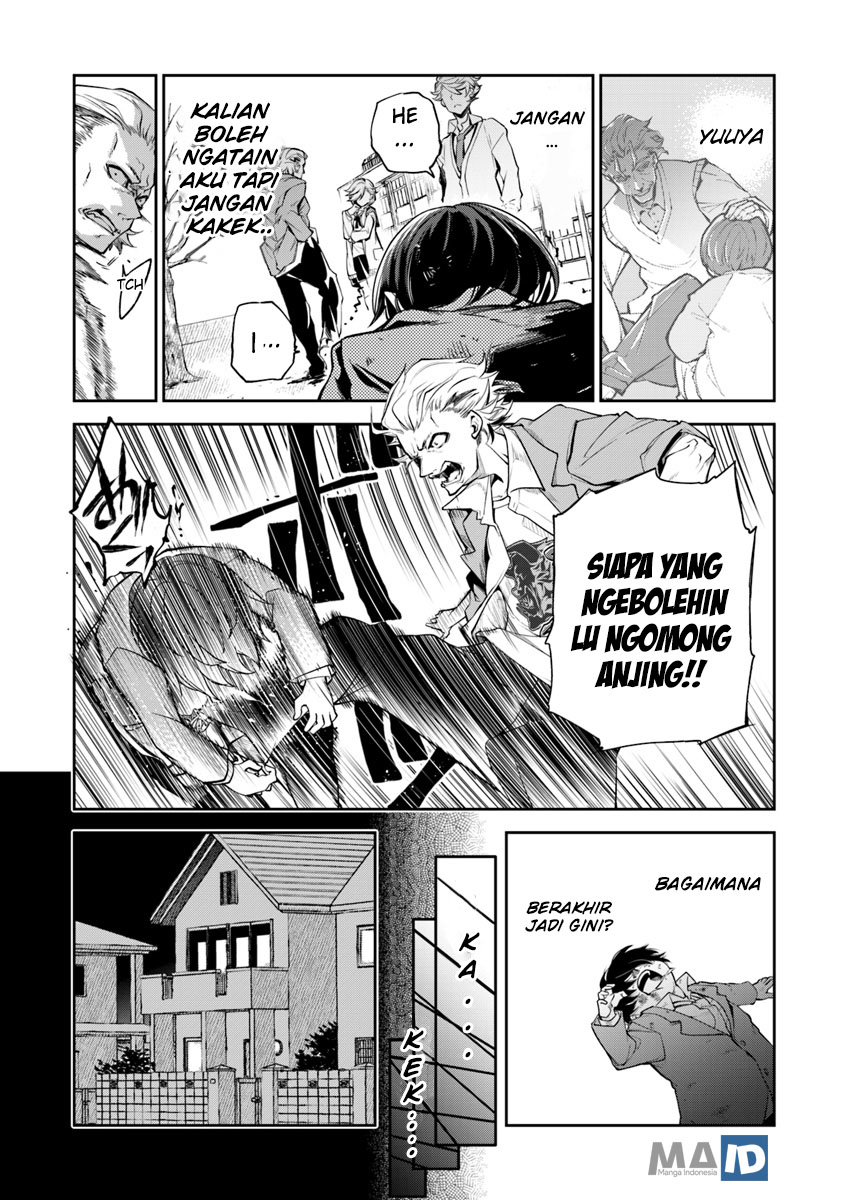 YUUYA
JANGAN
...
HE
...
KALIAN
BOLEH
NGATAIN
AKU TAPI
JANGAN
KAKEK..
I...
TCH
SIAPA YANG
NGEBOLEHIN
LU NGOMONG
ANJING!!
BAGAIMANA
BERAKHIR
JADI GINI?
KA....
KEK....
MAID
Manga Indonesia